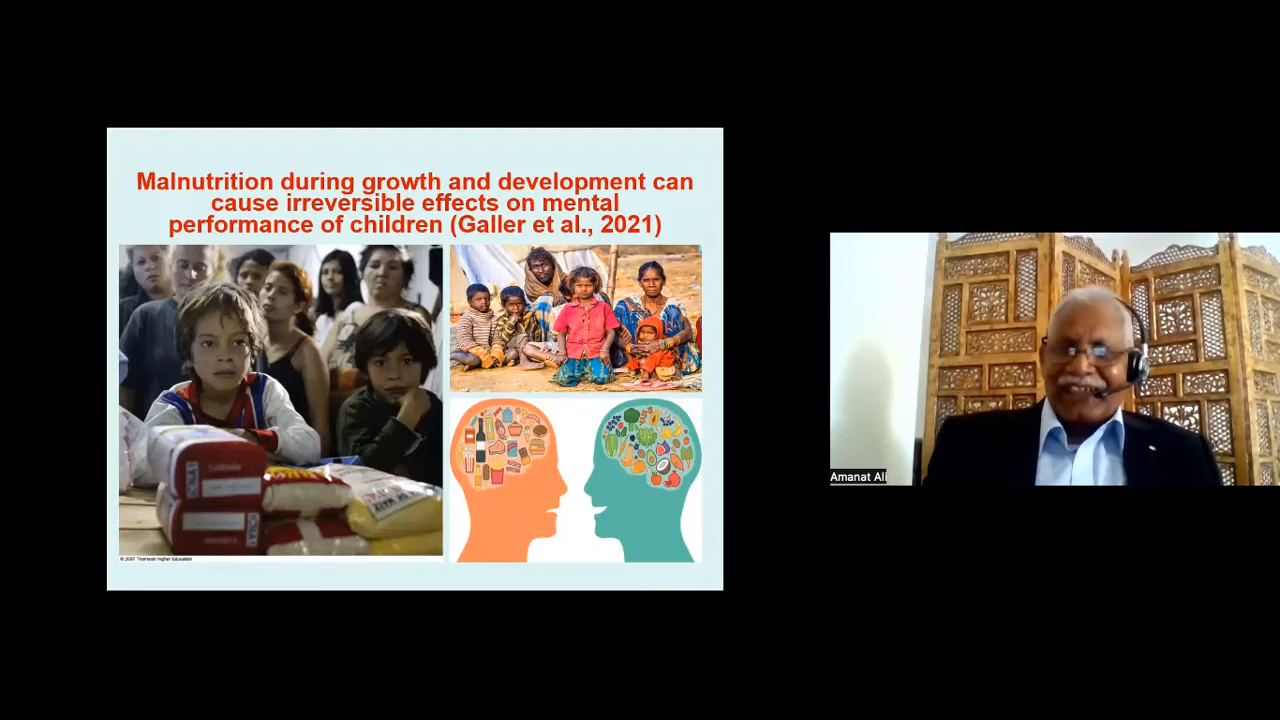 Malnutrition during growth and development can
cause irreversible effects on mental
performance of children (Galler et al., 2021)
© 2007 Thomson Higher Education
Amanat Ali